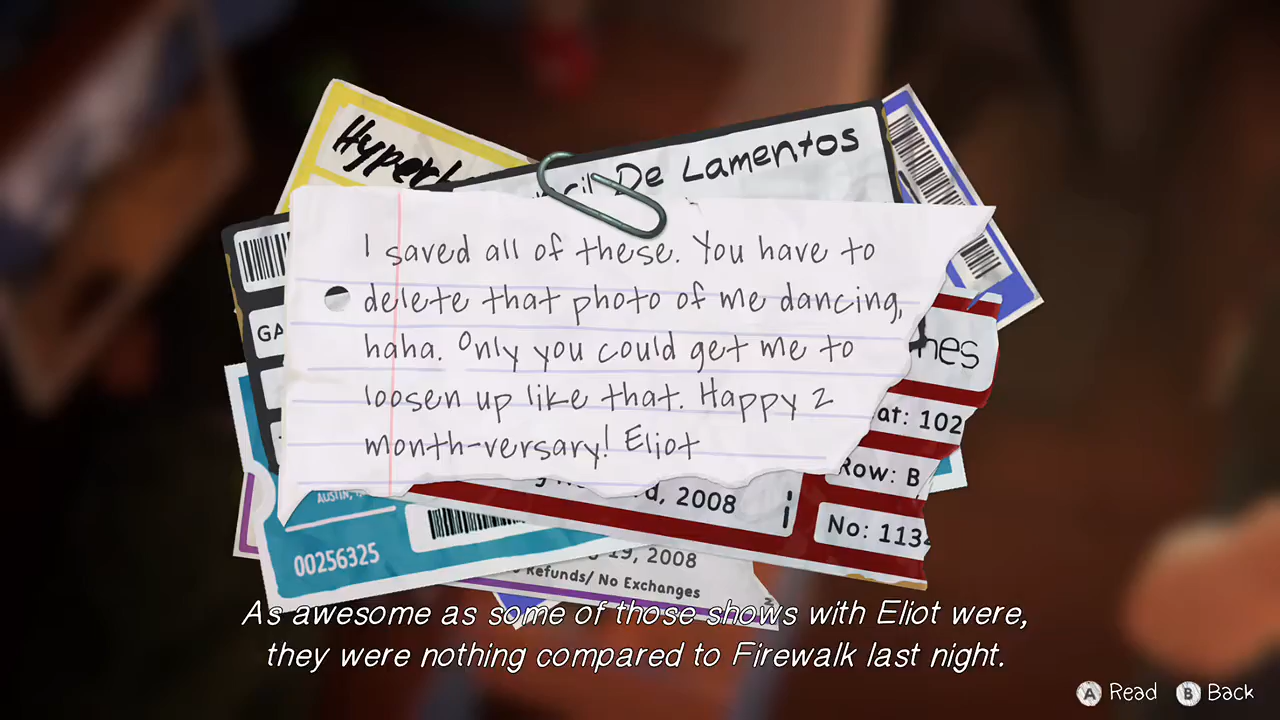 De Lamentos
I saved all of these. You have to
delete that photo of me dancing,
haha. Only you could get me to
loosen up like that. Happy 2
month-versary! Eliot
at: 102
Row: B
2008
No: 113
00256325
19, 2008
Refunds/ No Exchanges
As awesome as some of those shows with Eliot were,
they were nothing compared to Firewalk last night.
A Read B Back